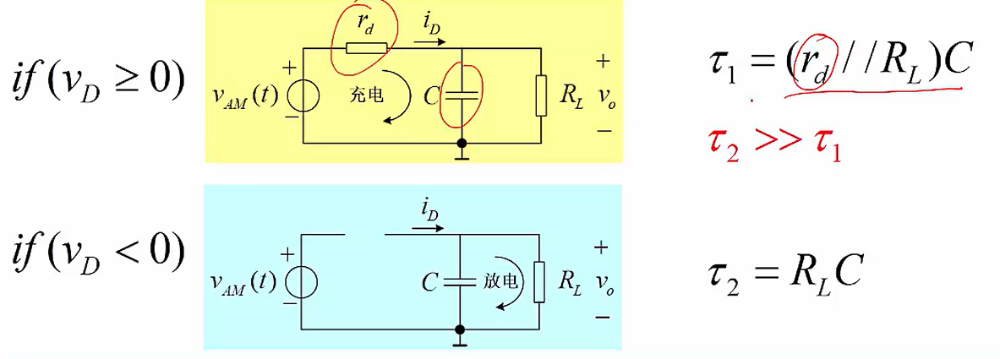 if (v_D ≥ 0)
r_d
i_D
+
v_AM(t)
−
充电
C
R_L
+
v_o
−
τ_1 = (r_d // R_L)C
τ_2 >> τ_1
if (v_D < 0)
i_D
+
v_AM(t)
−
C
放电
R_L
+
v_o
−
τ_2 = R_L C